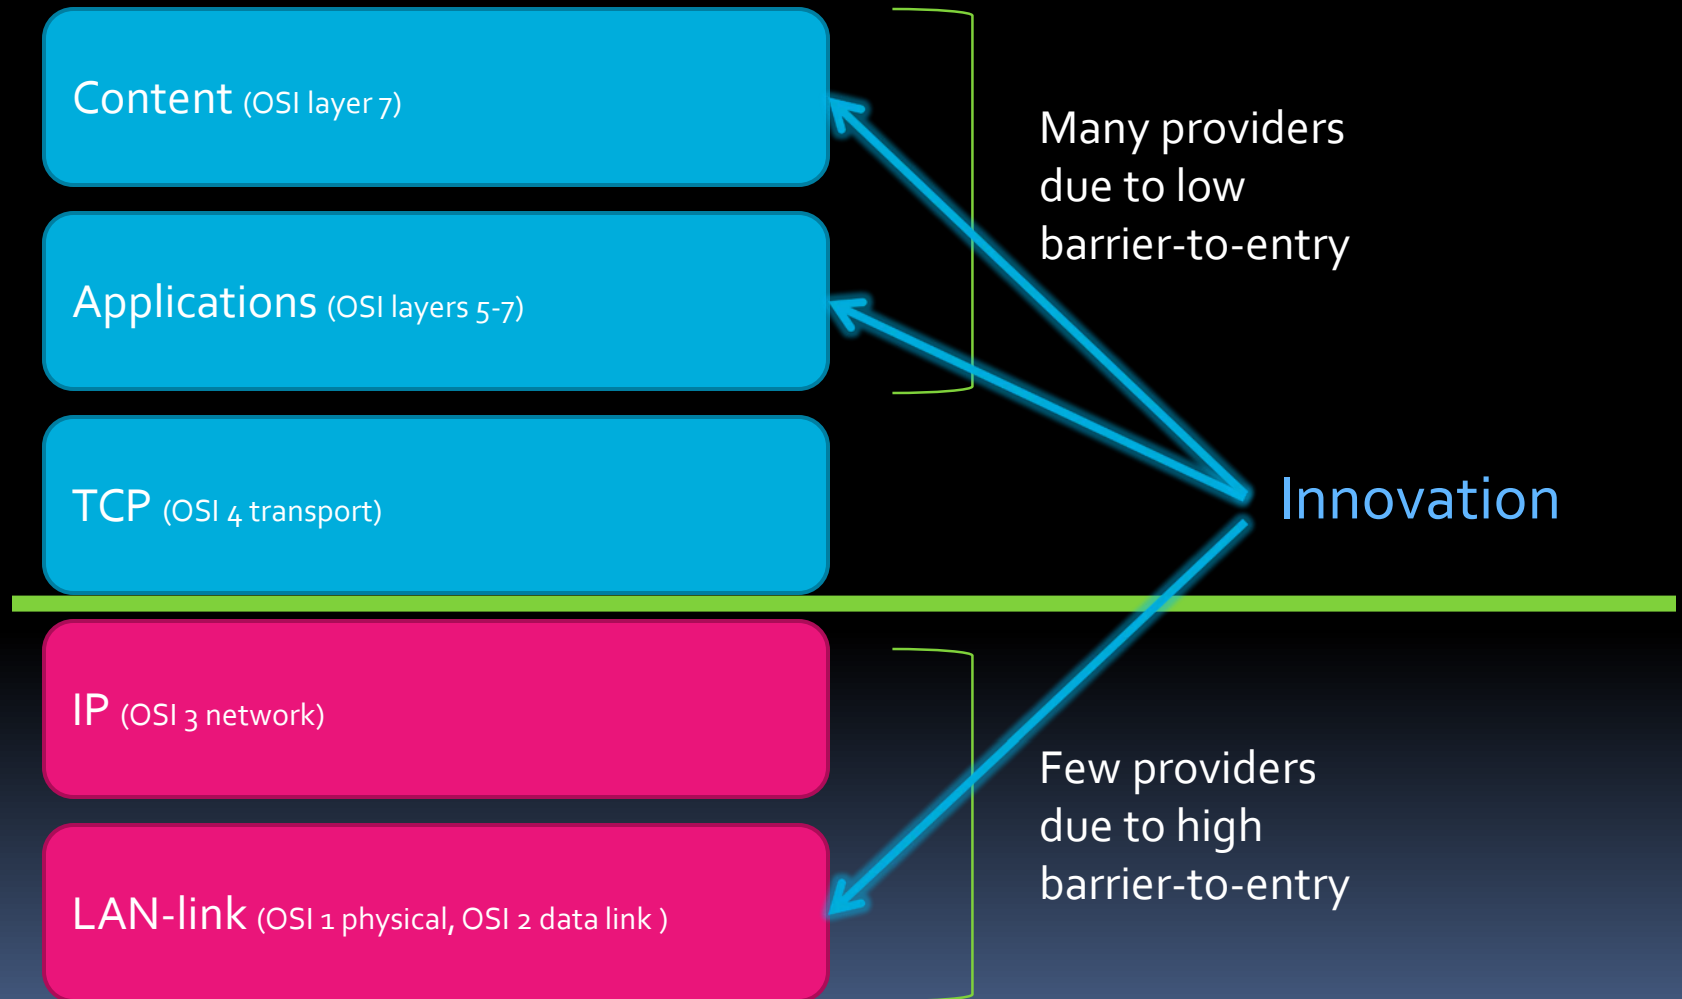 Content (OSI layer 7)
Many providers
due to low
barrier-to-entry
Applications (OSI layers 5-7)
TCP (OSI 4 transport)
Innovation
IP (OSI 3 network)
Few providers
due to high
barrier-to-entry
LAN-link (OSI 1 physical, OSI 2 data link )